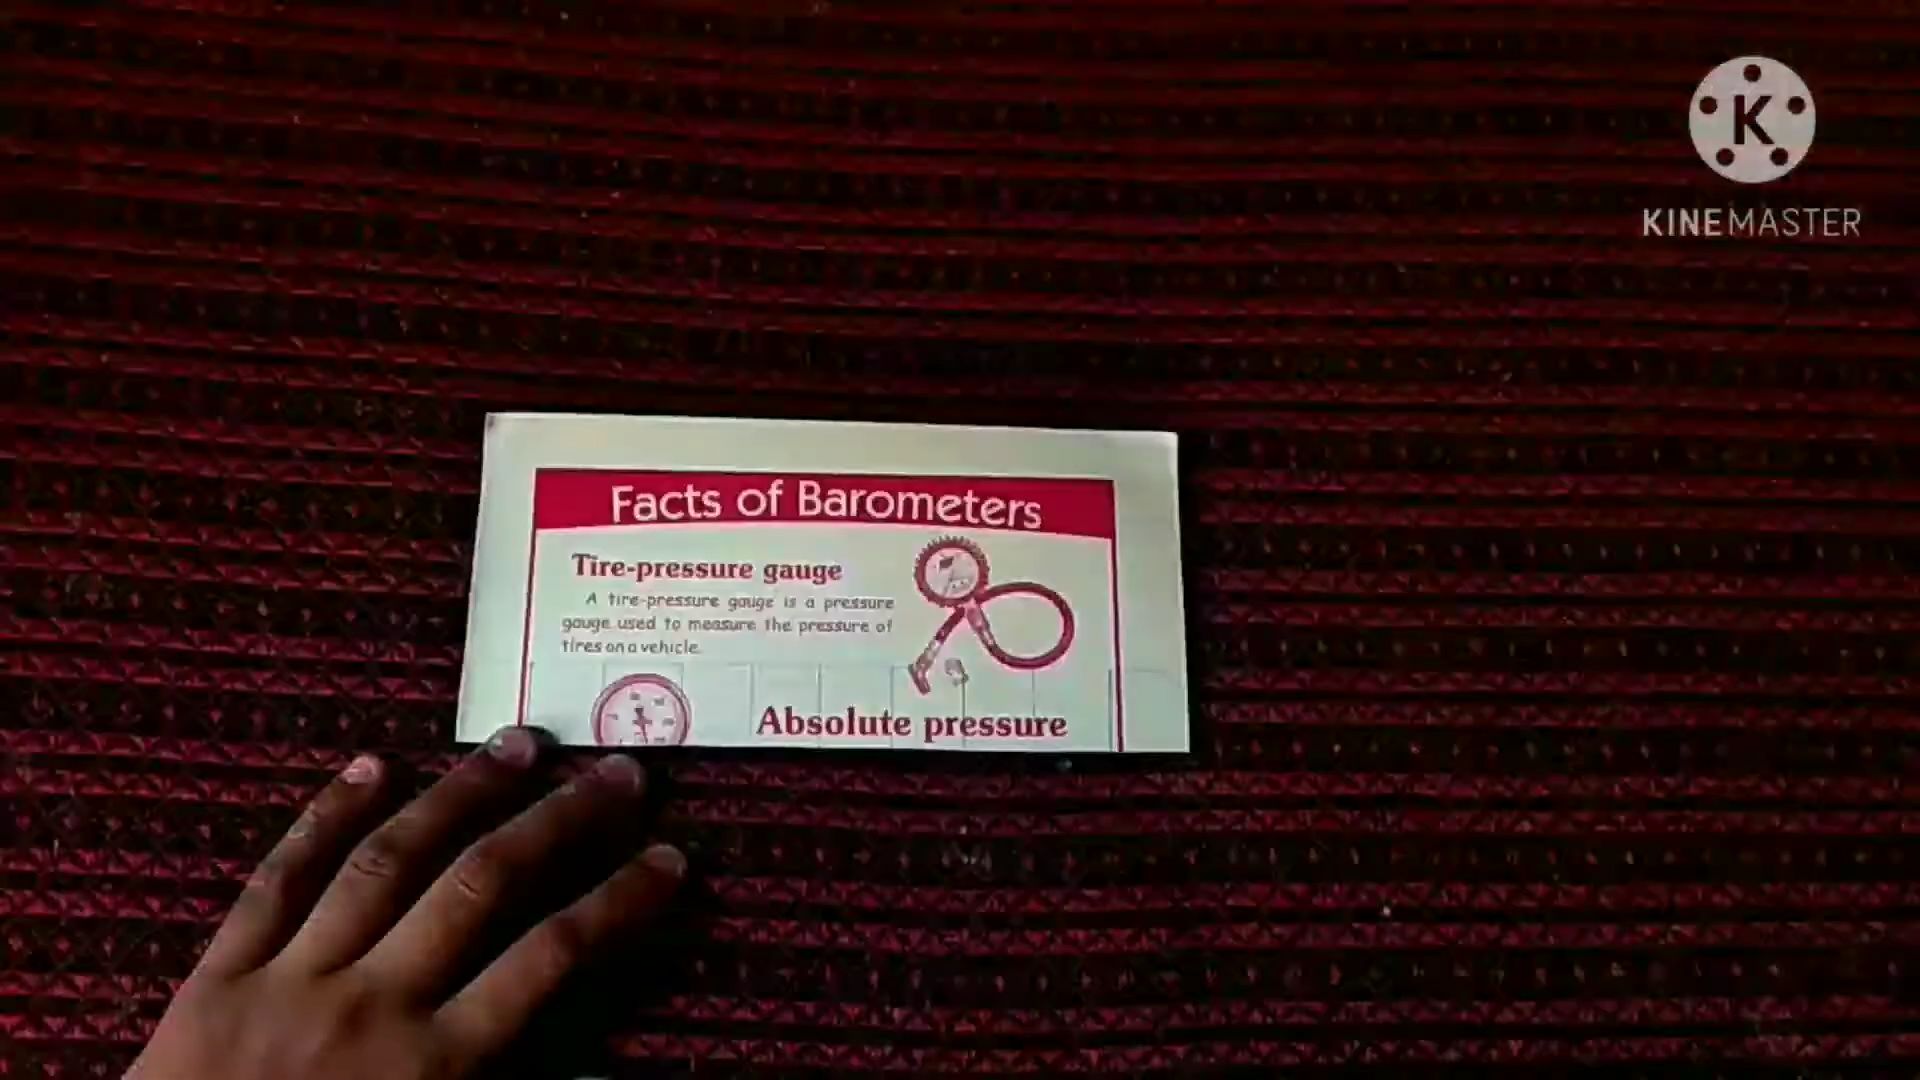 K
KINEMASTER
Facts of Barometers
Tire-pressure gauge
A tire-pressure gauge is a pressure
gauge used to measure the pressure of
tires on a vehicle.
Absolute pressure